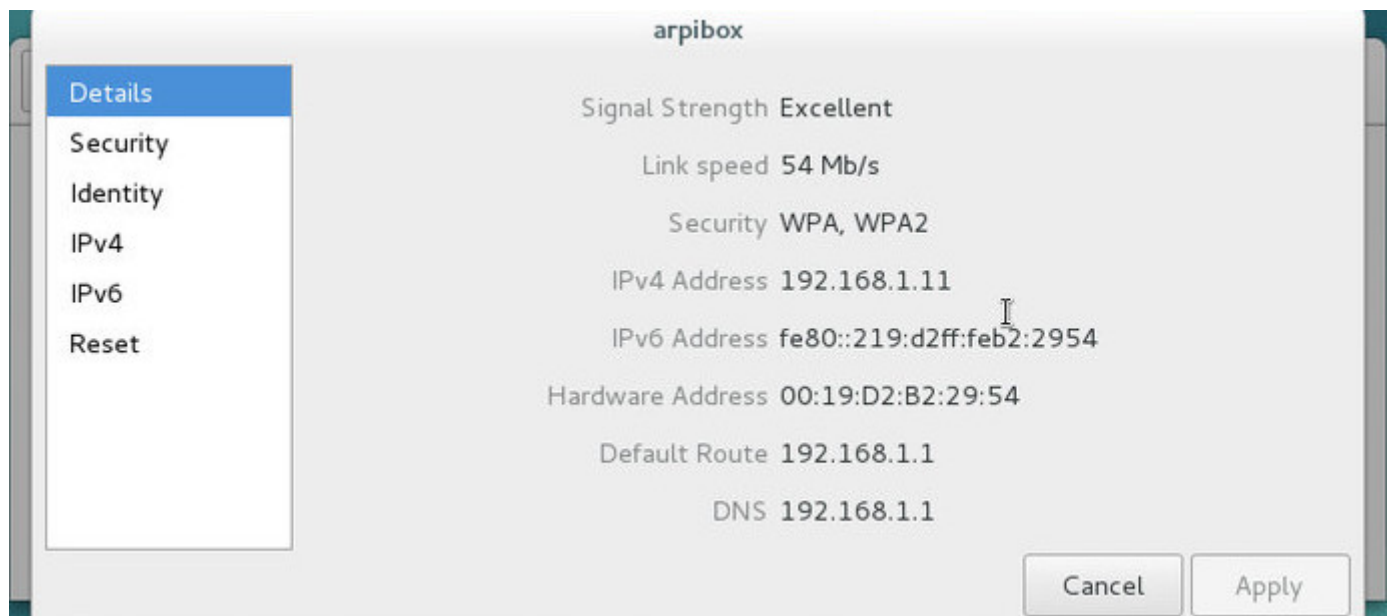 arpibox
Details
Security
Identity
IPv4
IPv6
Reset
Signal Strength Excellent
Link speed 54 Mb/s
Security WPA, WPA2
IPv4 Address 192.168.1.11
IPv6 Address fe80::219:d2ff:feb2:2954
Hardware Address 00:19:D2:B2:29:54
Default Route 192.168.1.1
DNS 192.168.1.1
Cancel
Apply